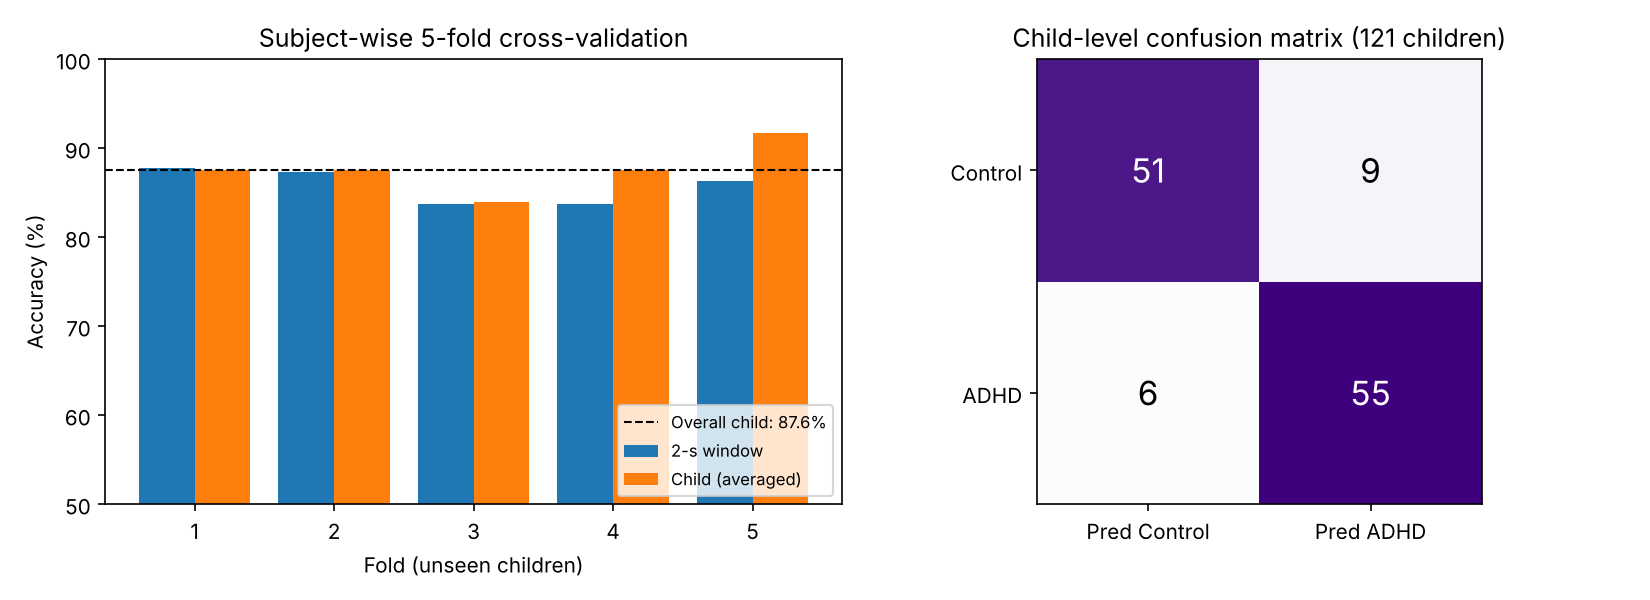 Subject-wise 5-fold cross-validation
Accuracy (%)
100
90
80
70
60
50
1 2 3 4 5
Fold (unseen children)
Overall child: 87.6%
2-s window
Child (averaged)
Child-level confusion matrix (121 children)
Control
ADHD
51 9
6 55
Pred Control Pred ADHD